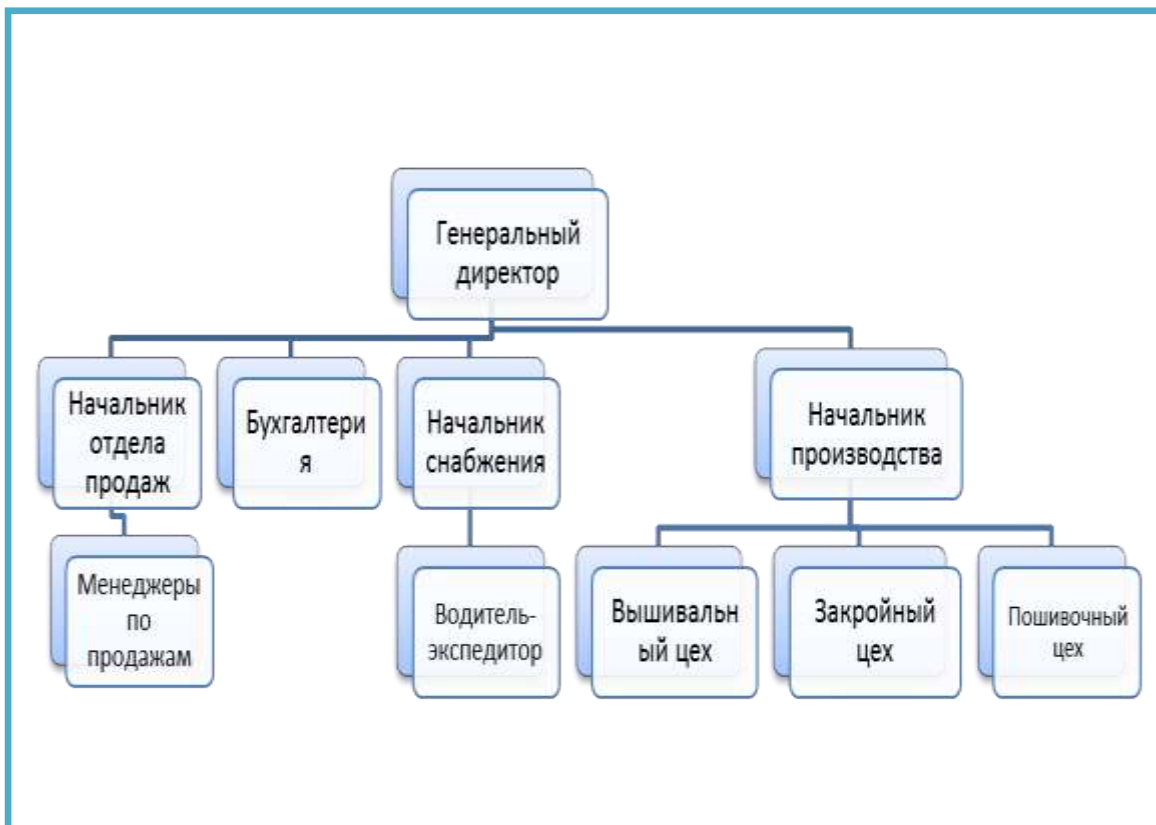 Генеральный
директор
Начальник
отдела
продаж
Бухгалтери
я
Начальник
снабжения
Начальник
производства
Менеджеры
по
продажам
Водитель-
экспедитор
Вышивальн
ый цех
Закройный
цех
Пошивочный
цех